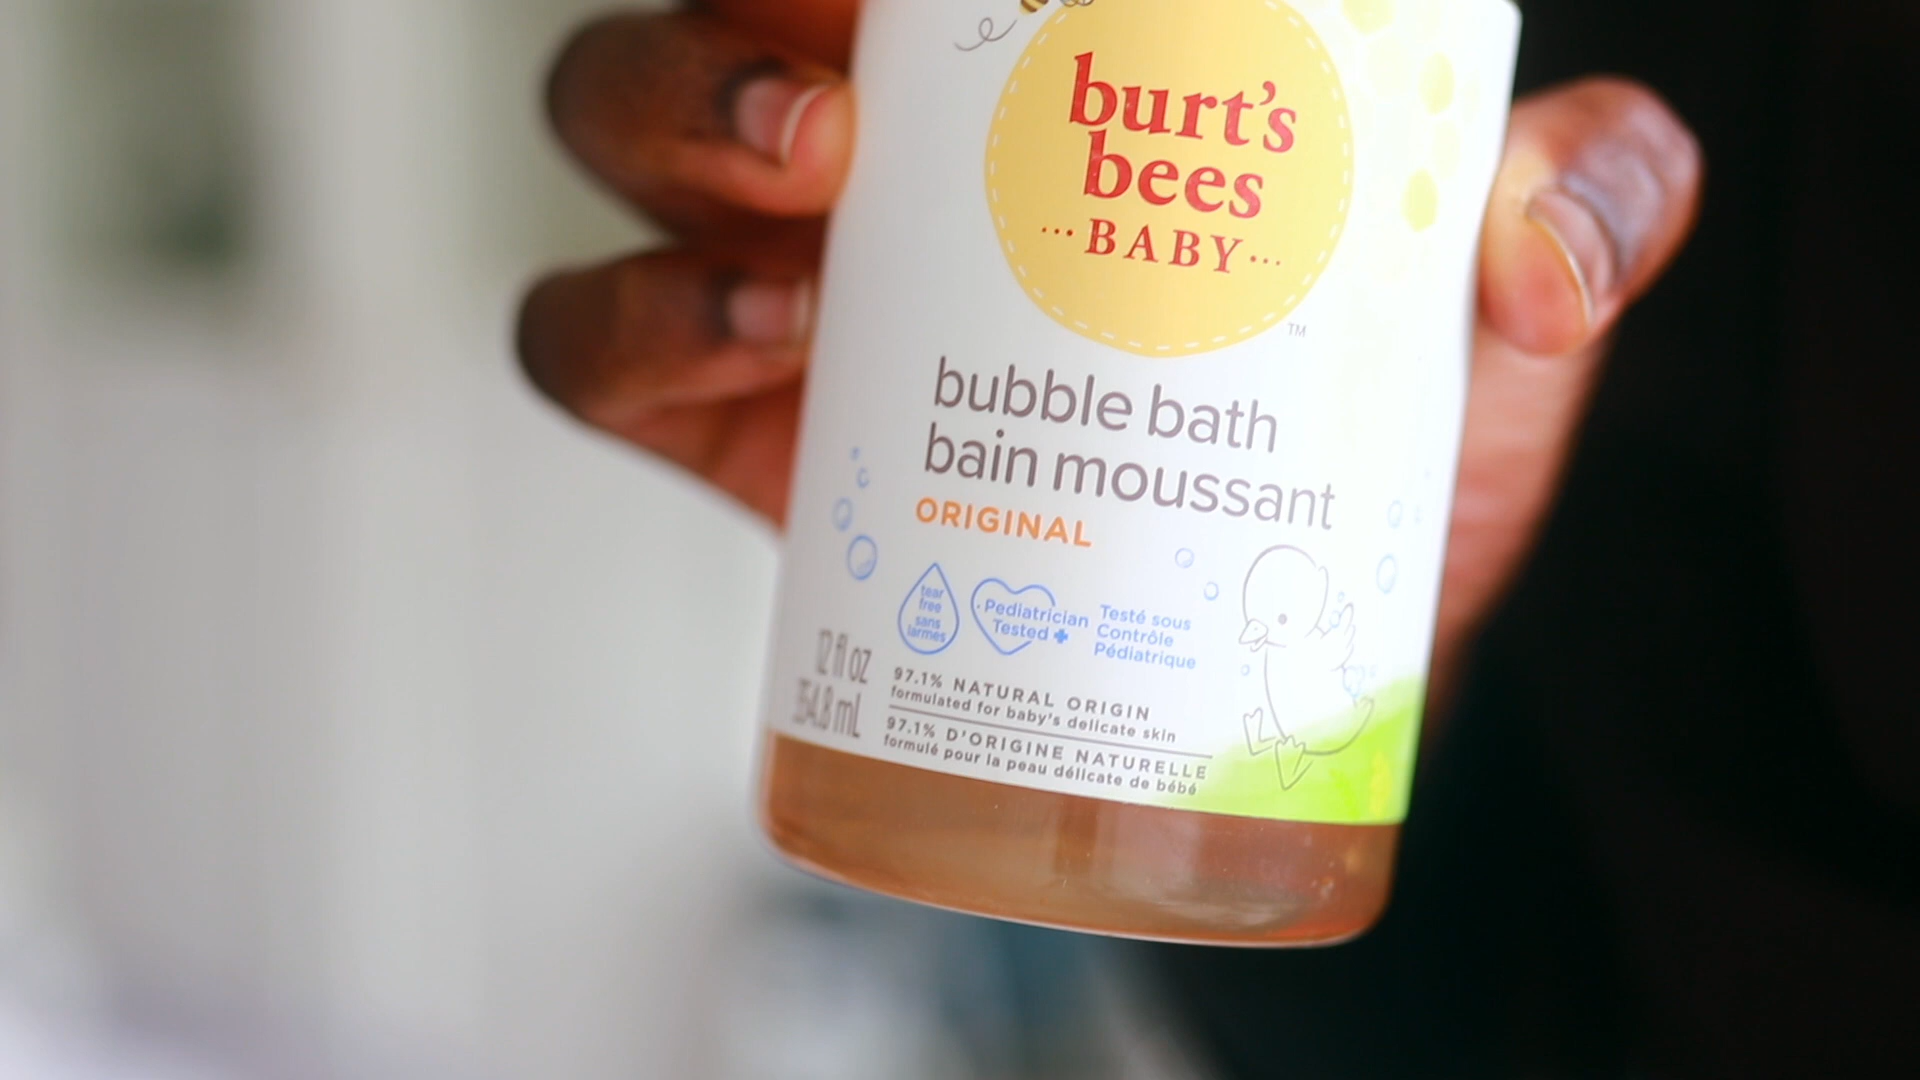 burt's
bees
BABY
TM
bubble bath
bain moussant
ORIGINAL
tear
free
sans
larmes
Pediatrician
Tested
Testé sous
Contrôle
Pédiatrique
12 fl oz
354.8 mL
97.1% NATURAL ORIGIN
formulated for baby's delicate skin
97.1% D'ORIGINE NATURELLE
formulé pour la peau délicate de bébé